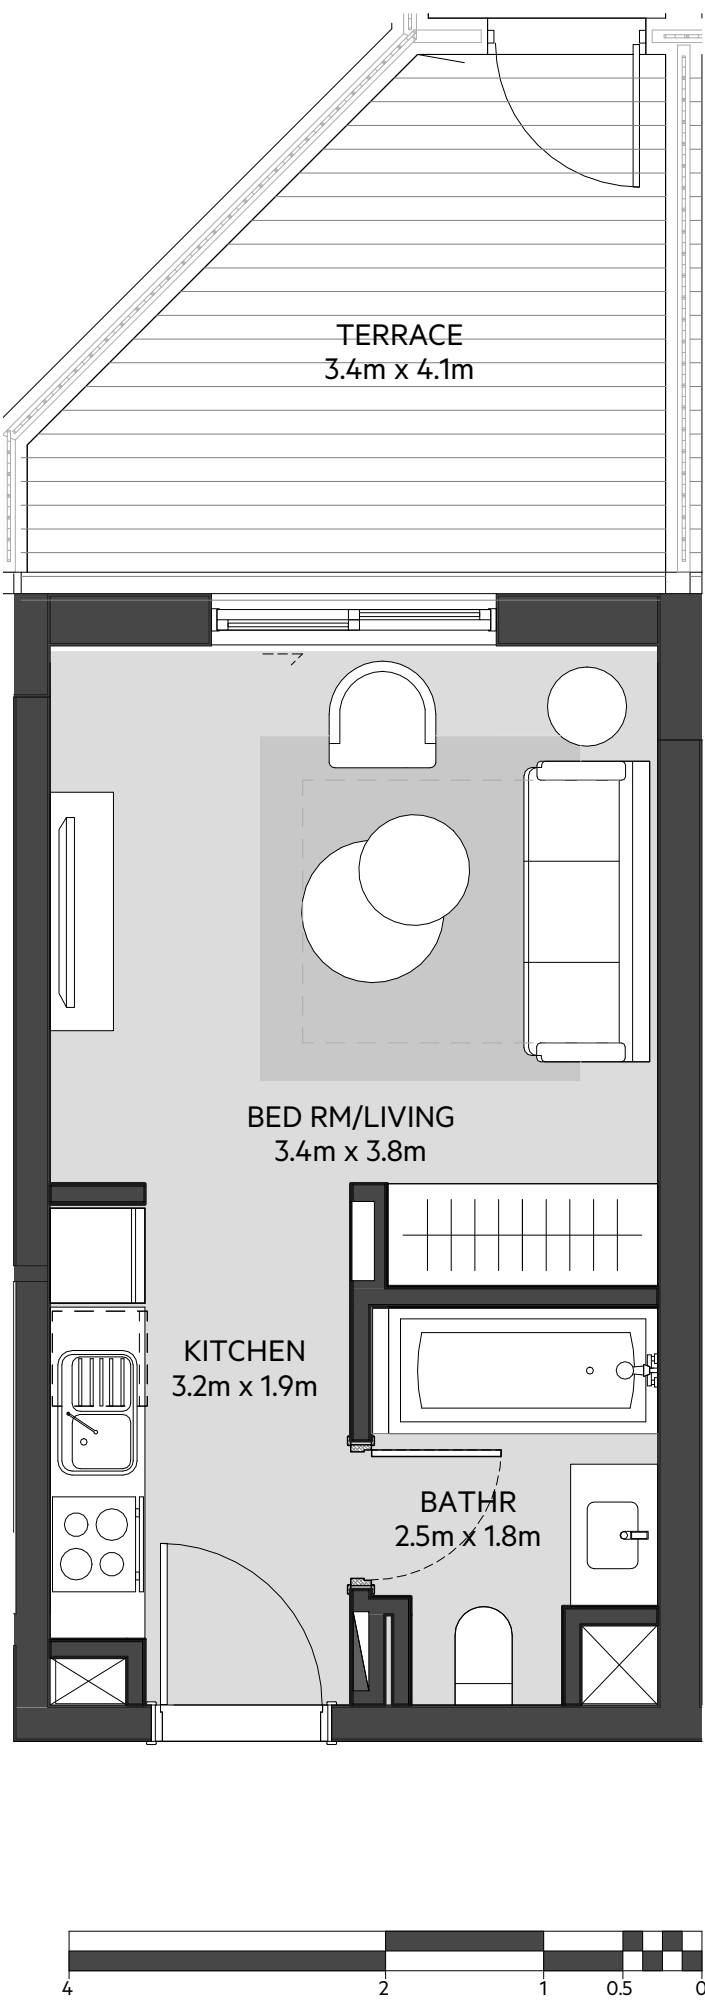 TERRACE
3.4m x 4.1m
BED RM/LIVING
3.4m x 3.8m
KITCHEN
3.2m x 1.9m
BATHR
2.5m x 1.8m
4 2 1 0.5 0